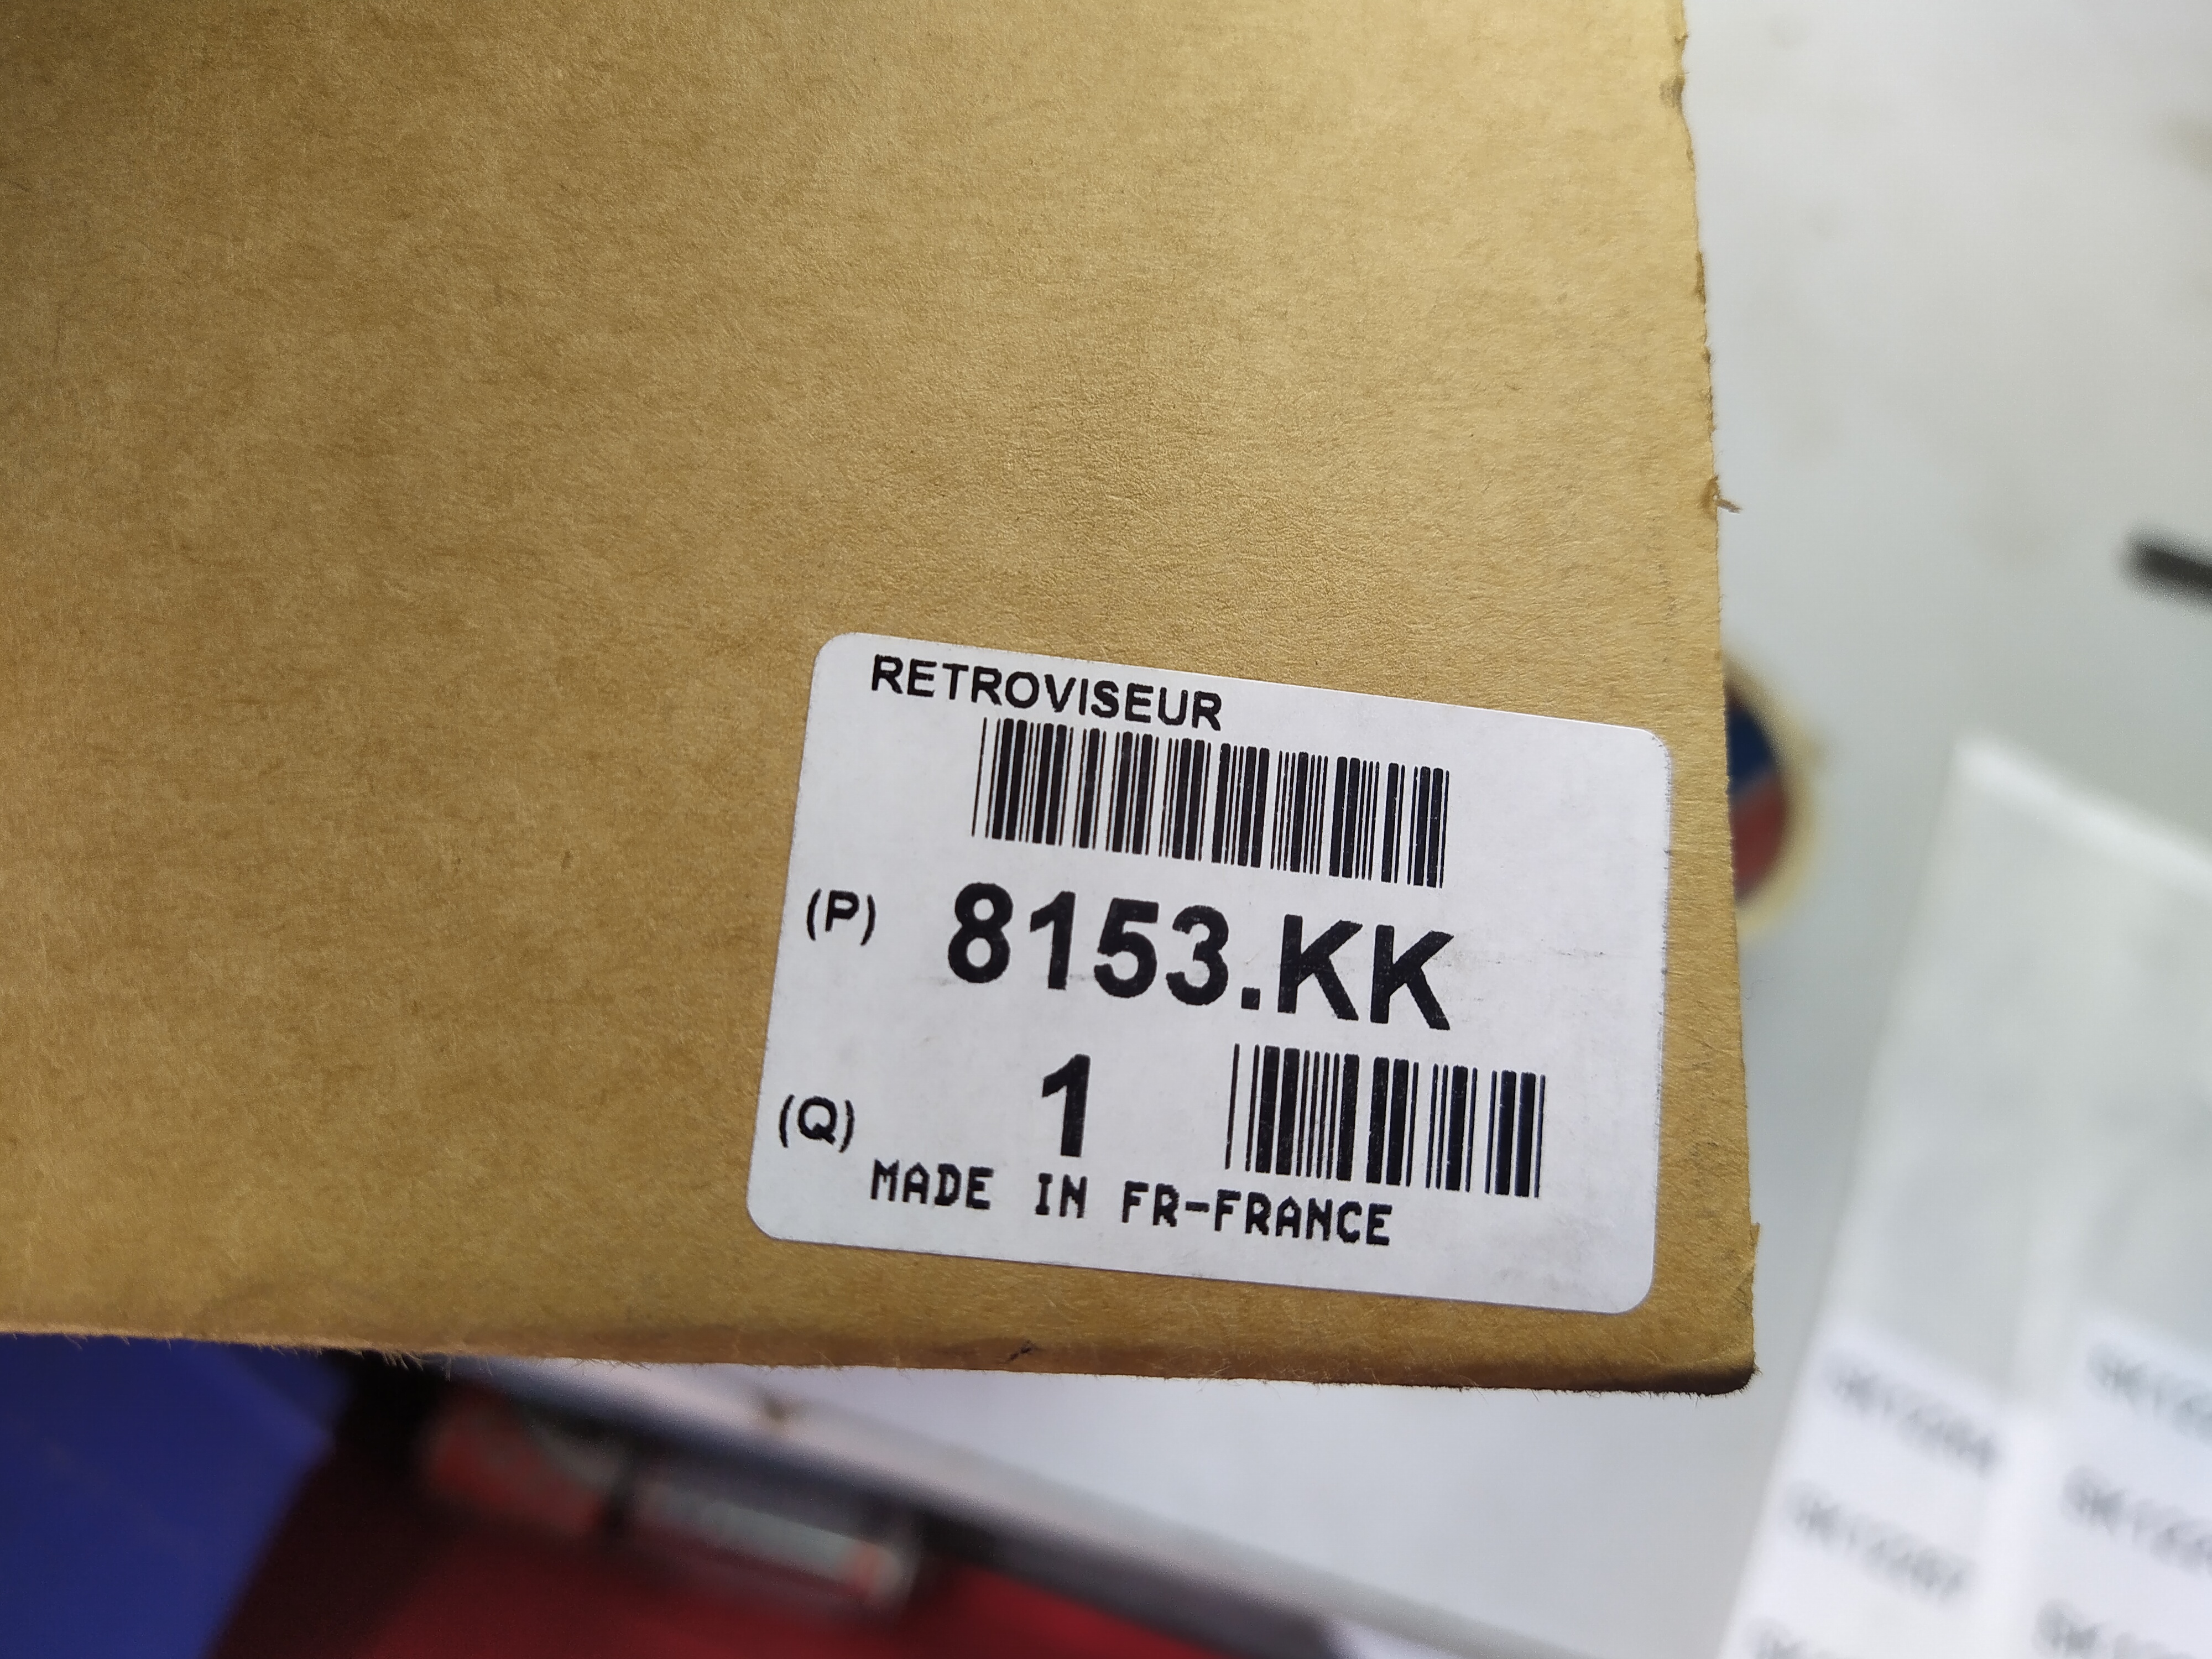 RETROVISEUR
(P) 8153.KK
(Q) 1
MADE IN FR-FRANCE